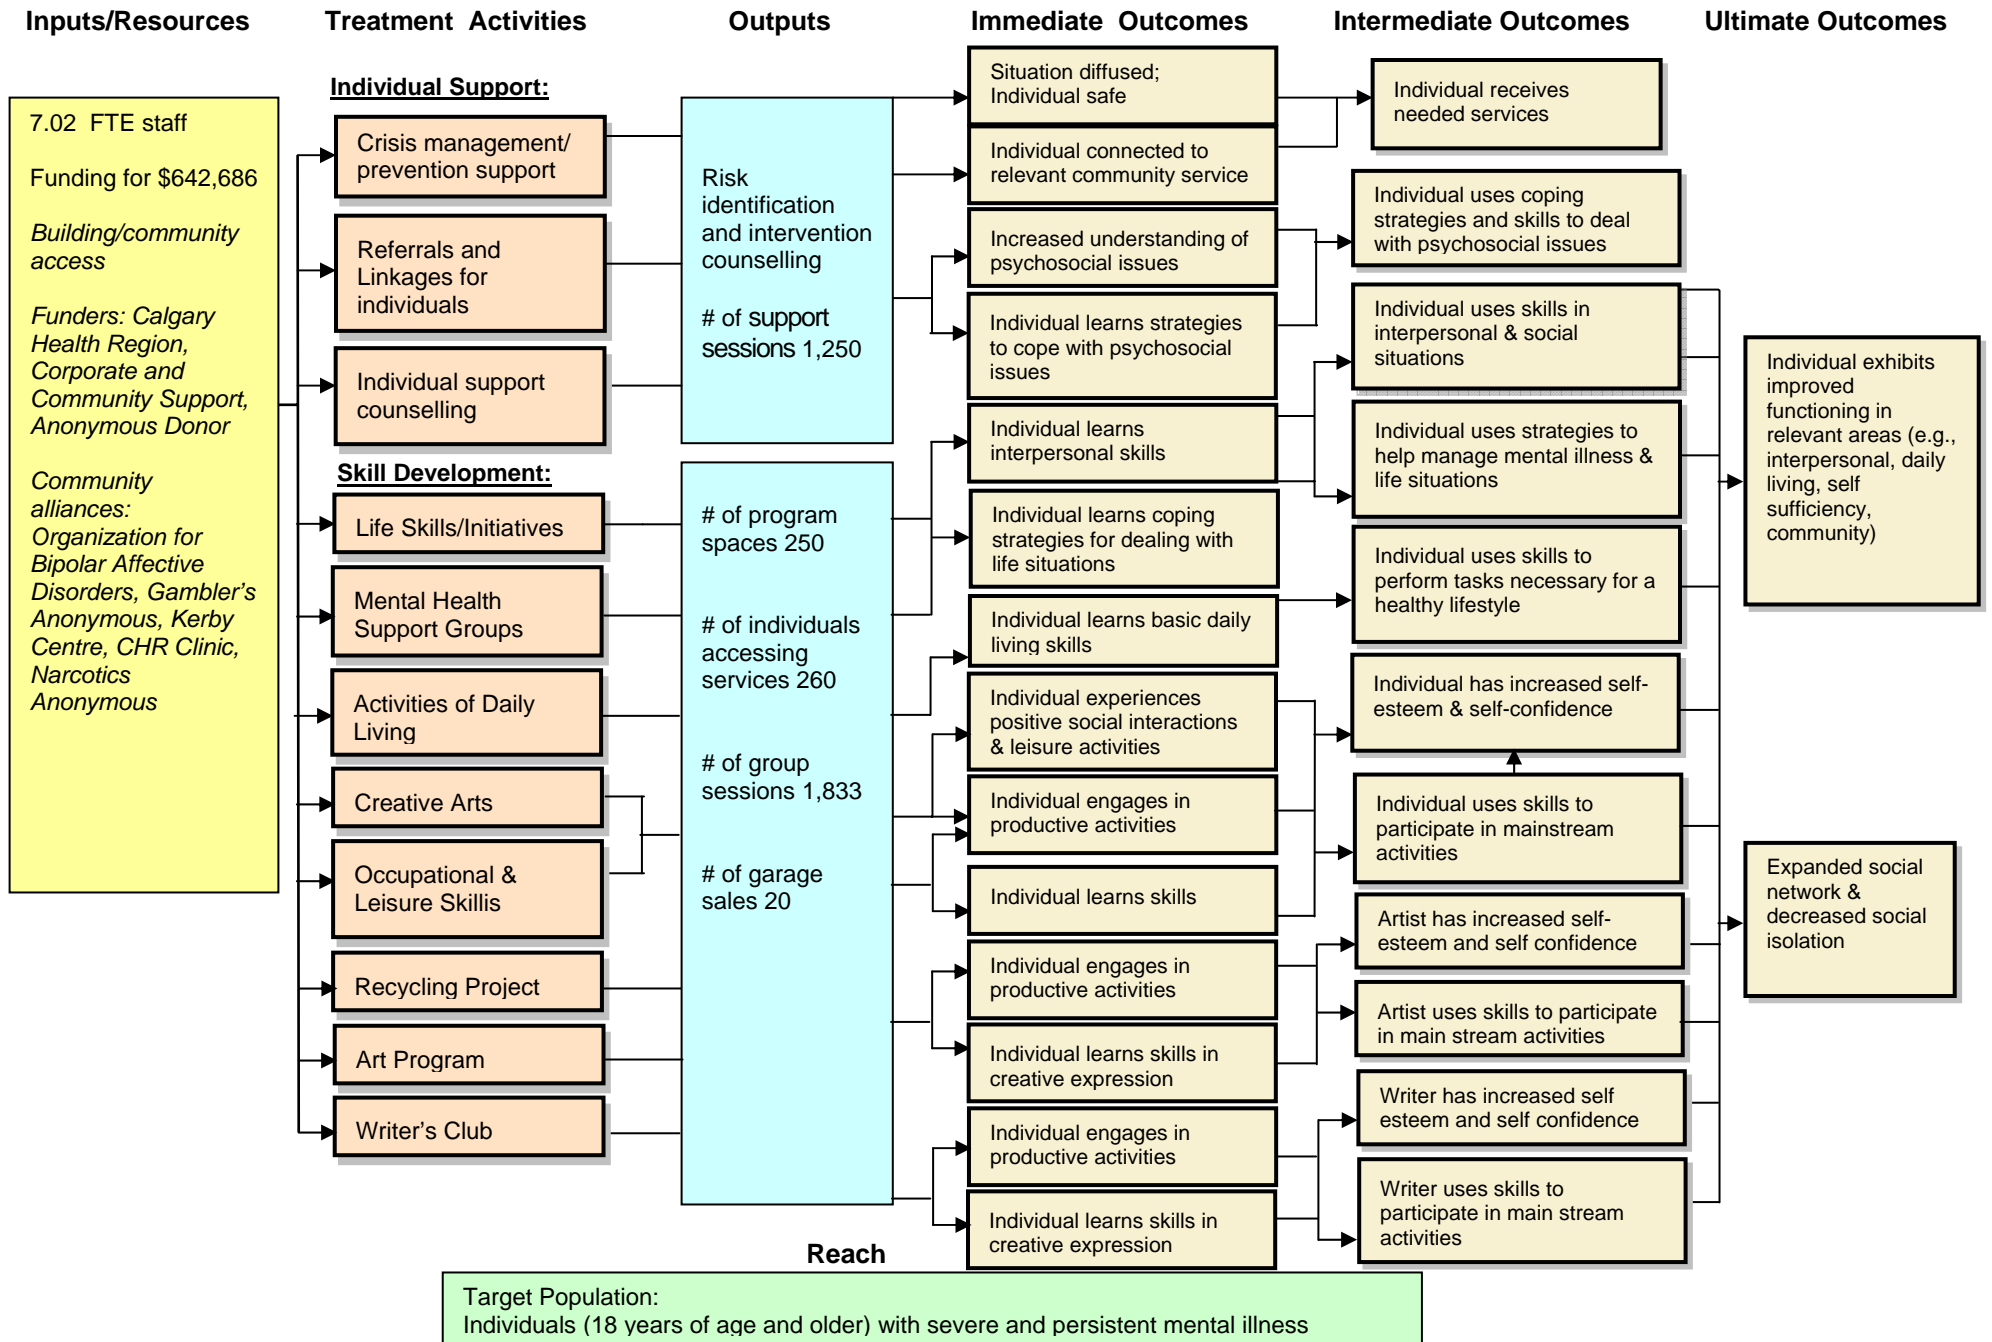 Inputs/Resources
Treatment Activities
Outputs
Immediate Outcomes
Intermediate Outcomes
Ultimate Outcomes
7.02 FTE staff
Funding for $642,686
Building/community
access
Funders: Calgary
Health Region,
Corporate and
Community Support,
Anonymous Donor
Community
alliances:
Organization for
Bipolar Affective
Disorders, Gambler's
Anonymous, Kerby
Centre, CHR Clinic,
Narcotics
Anonymous
Individual Support:
Crisis management/
prevention support
Referrals and
Linkages for
individuals
Individual support
counselling
Skill Development:
Life Skills/Initiatives
Mental Health
Support Groups
Activities of Daily
Living
Creative Arts
Occupational &
Leisure Skillis
Recycling Project
Art Program
Writer's Club
Risk
identification
and intervention
counselling
# of support
sessions 1,250
# of program
spaces 250
# of individuals
accessing
services 260
# of group
sessions 1,833
# of garage
sales 20
Situation diffused;
Individual safe
Individual connected to
relevant community service
Increased understanding of
psychosocial issues
Individual learns strategies
to cope with psychosocial
issues
Individual learns
interpersonal skills
Individual learns coping
strategies for dealing with
life situations
Individual learns basic daily
living skills
Individual experiences
positive social interactions
& leisure activities
Individual engages in
productive activities
Individual learns skills
Individual engages in
productive activities
Individual learns skills in
creative expression
Individual engages in
productive activities
Individual learns skills in
creative expression
Individual receives
needed services
Individual uses coping
strategies and skills to deal
with psychosocial issues
Individual uses skills in
interpersonal & social
situations
Individual uses strategies to
help manage mental illness &
life situations
Individual uses skills to
perform tasks necessary for a
healthy lifestyle
Individual has increased self-
esteem & self-confidence
Individual uses skills to
participate in mainstream
activities
Artist has increased self-
esteem and self confidence
Artist uses skills to participate
in main stream activities
Writer has increased self
esteem and self confidence
Writer uses skills to
participate in main stream
activities
Individual exhibits
improved
functioning in
relevant areas (e.g.,
interpersonal, daily
living, self
sufficiency,
community)
Expanded social
network &
decreased social
isolation
Reach
Target Population:
Individuals (18 years of age and older) with severe and persistent mental illness